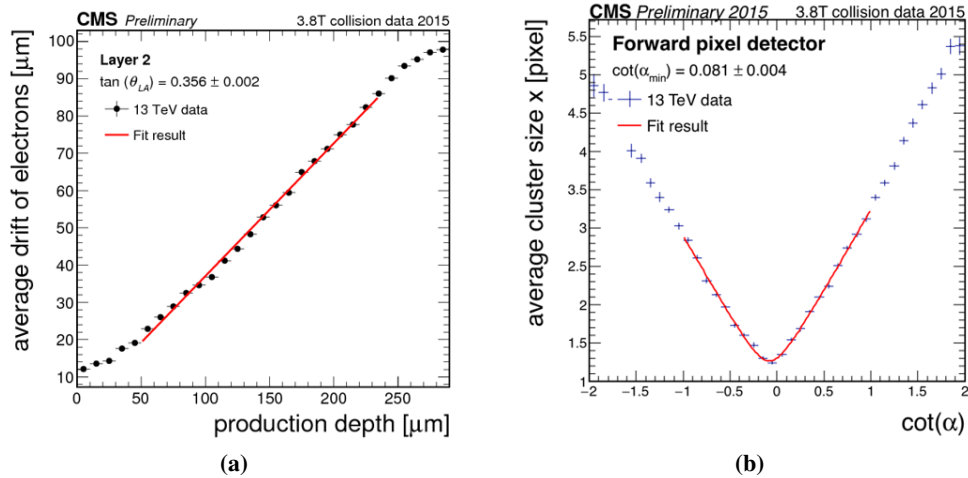 CMS Preliminary 3.8T collision data 2015
average drift of electrons [μm]
100
90
80
70
60
50
40
30
20
10
0
Layer 2
tan (θLA) = 0.356 ± 0.002
13 TeV data
Fit result
0 50 100 150 200 250
production depth [μm]
(a)
CMS Preliminary 2015 3.8T collision data 2015
average cluster size x [pixel]
5.5
5
4.5
4
3.5
3
2.5
2
1.5
1
Forward pixel detector
cot(αmin) = 0.081 ± 0.004
13 TeV data
Fit result
−2 −1.5 −1 −0.5 0 0.5 1 1.5 2
cot(α)
(b)